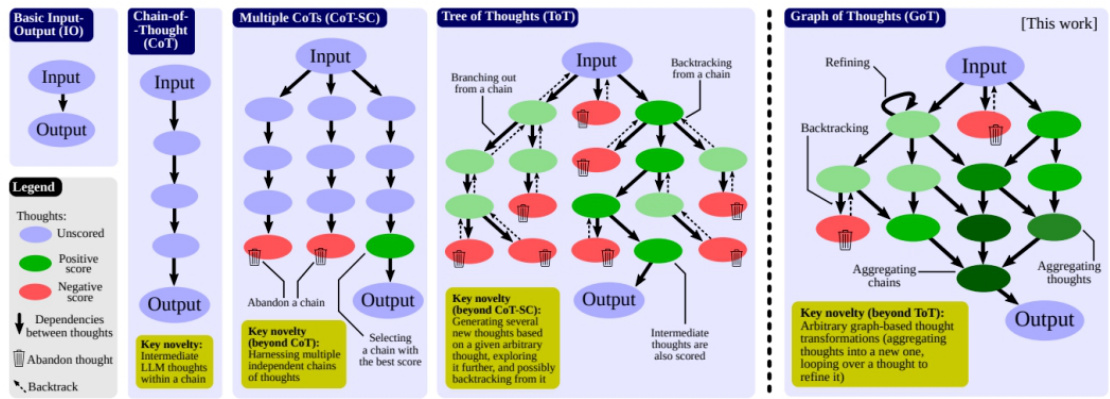 Basic Input-
Output (IO)
Input
Output
Legend
Thoughts:
Unscored
Positive
score
Negative
score
Dependencies
between thoughts
Abandon thought
Backtrack
Chain-of-
-Thought
(CoT)
Input
Output
Key novelty:
Intermediate
LLM thoughts
within a chain
Multiple CoTs (CoT-SC)
Input
Abandon a chain
Output
Key novelty
(beyond CoT):
Harnessing multiple
independent chains
of thoughts
Selecting
a chain with
the best score
Tree of Thoughts (ToT)
Input
Branching out
from a chain
Backtracking
from a chain
Output
Key novelty
(beyond CoT-SC):
Generating several
new thoughts based
on a given arbitrary
thought, exploring
it further, and possibly
backtracking from it
Intermediate
thoughts are
also scored
Graph of Thoughts (GoT)
[This work]
Refining
Input
Backtracking
Aggregating
chains
Aggregating
thoughts
Output
Key novelty (beyond ToT):
Arbitrary graph-based thought
transformations (aggregating
thoughts into a new one,
looping over a thought to
refine it)